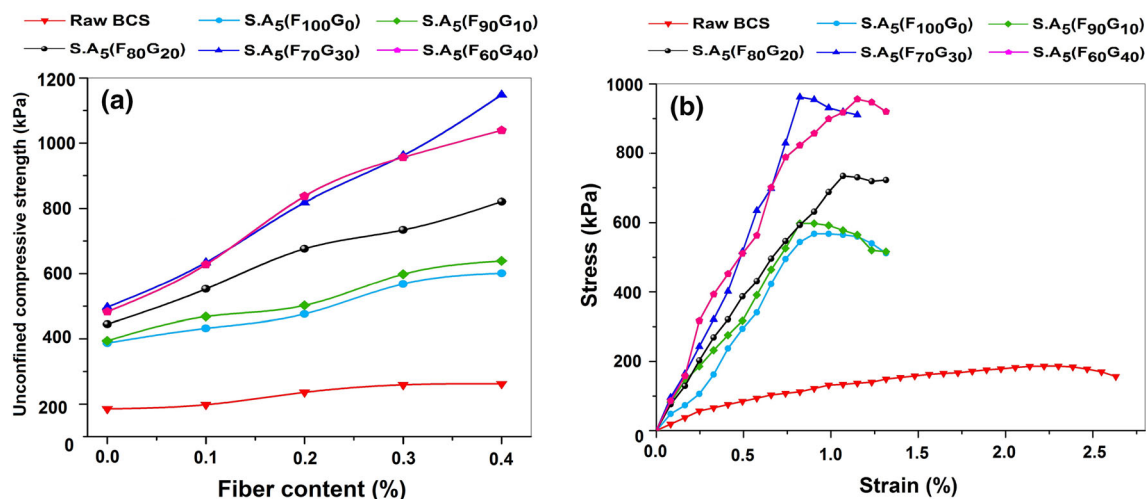 Raw BCS S.A5(F100G0) S.A5(F90G10)
S.A5(F80G20) S.A5(F70G30) S.A5(F60G40)
(a)
Unconfined compressive strength (kPa)
1200
1000
800
600
400
200
0
0.0 0.1 0.2 0.3 0.4
Fiber content (%)
Raw BCS S.A5(F100G0) S.A5(F90G10)
S.A5(F80G20) S.A5(F70G30) S.A5(F60G40)
(b)
Stress (kPa)
1000
800
600
400
200
0
0.0 0.5 1.0 1.5 2.0 2.5
Strain (%)